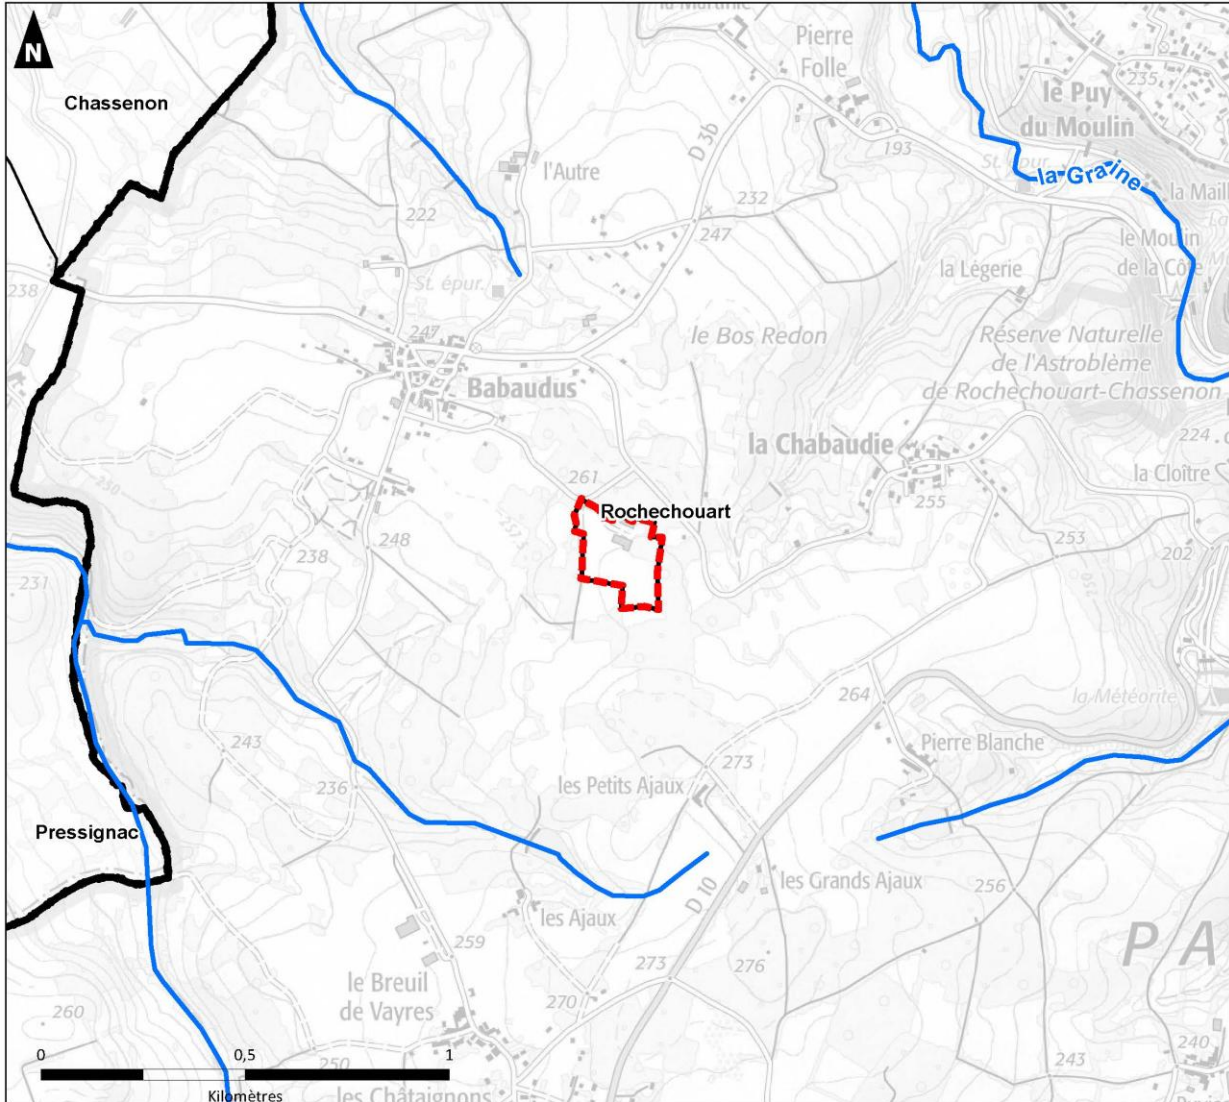 N
Chassenon
Pierre
Folle
235
le Puy
du Moulin
l'Autre
D 3b
193
St. épur.
la Graine
232
222
247
la Légerie
le Moulin
de la Côte
238
St. épur.
247
le Bos Redon
Réserve Naturelle
de l'Astroblème
de Rochechouart-Chassenon
Babaudus
la Chabaudie
224
la Cloître
261
255
Rochechouart
248
238
253
202
231
264
la Météorite
243
273
Pierre Blanche
236
les Petits Ajaux
Pressignac
les Grands Ajaux
256
D 10
les Ajaux
259
273
276
P A
le Breuil
de Vayres
270
260
250
240
243
0 0,5 1
Kilomètres
les Châtaignons